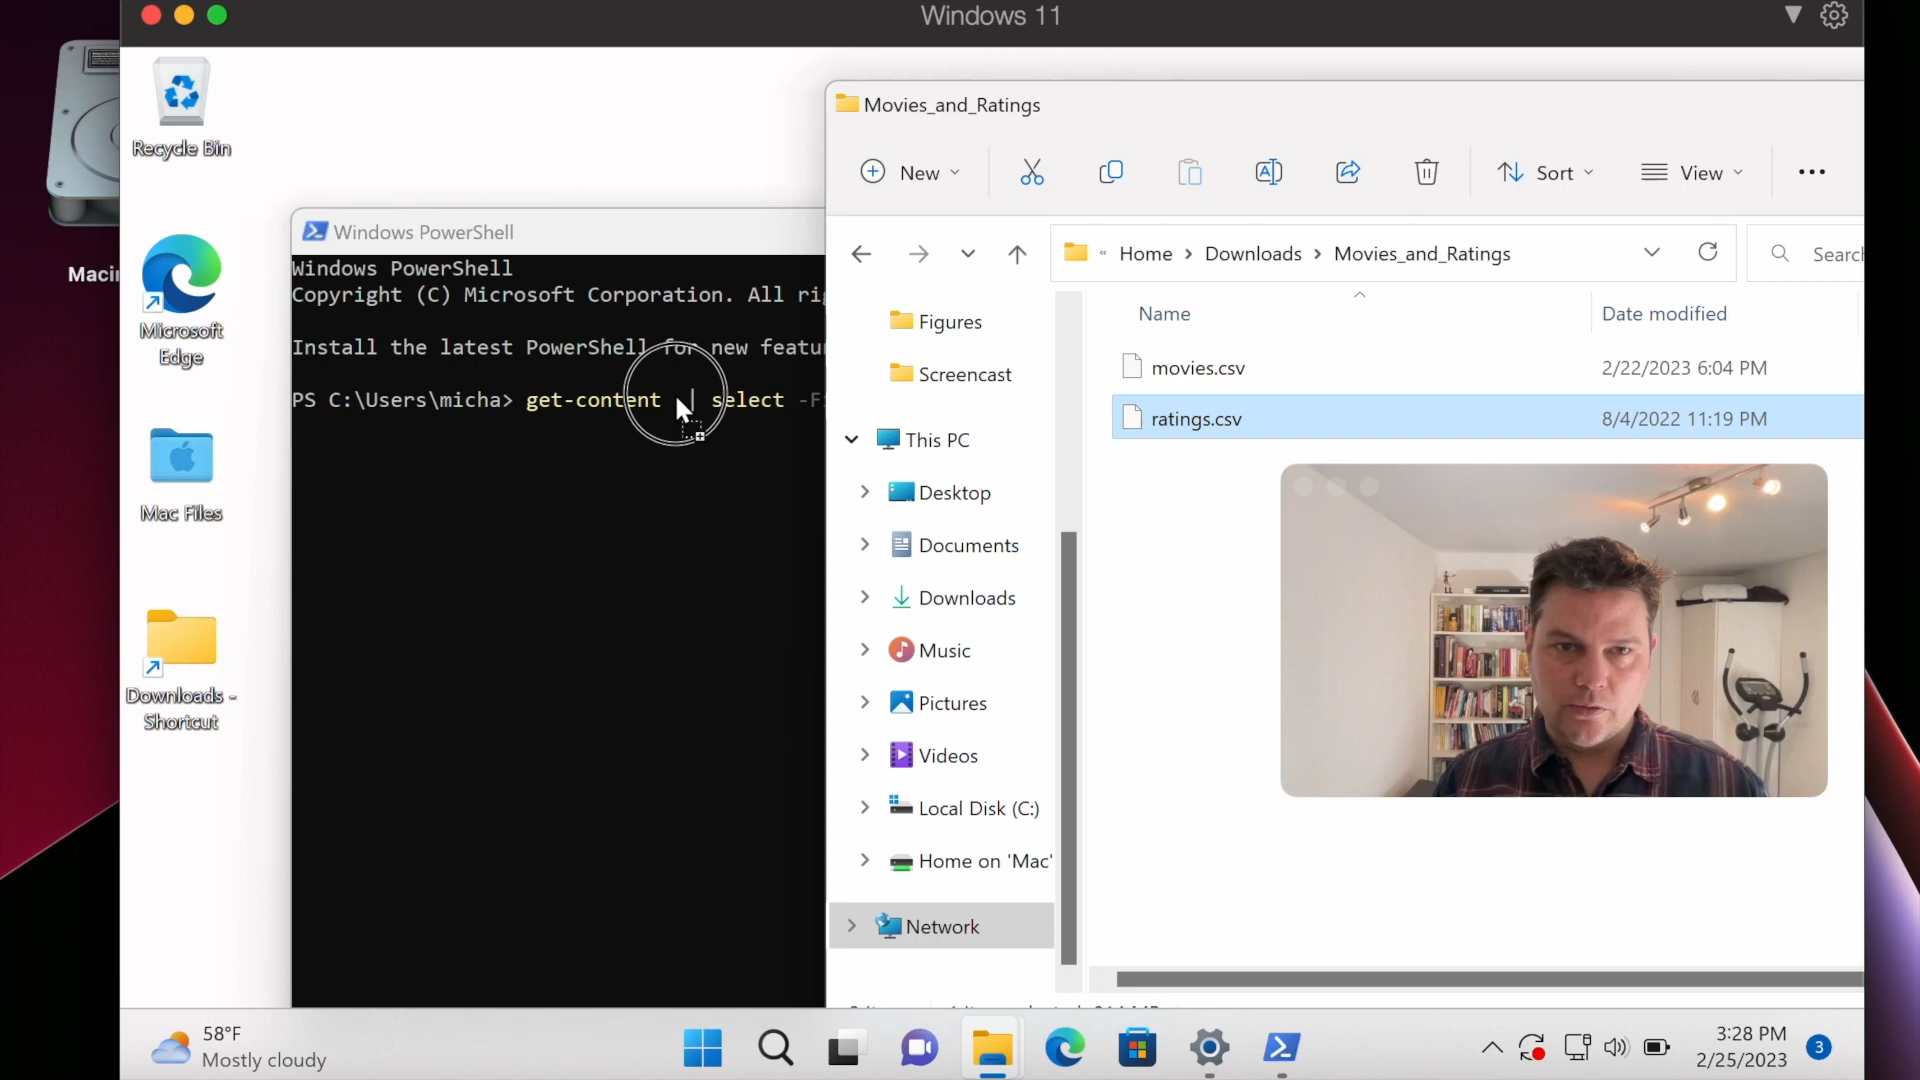 Windows 11
Recycle Bin
Microsoft
Edge
Mac Files
Downloads -
Shortcut
Windows PowerShell
Windows PowerShell
Copyright (C) Microsoft Corporation. All
Install the latest PowerShell for new
PS C:\Users\micha> get-content | select
Movies_and_Ratings
New
Sort
View
Home
Downloads
Movies_and_Ratings
Name
Date modified
Figures
Screencast
movies.csv
2/22/2023 6:04 PM
ratings.csv
8/4/2022 11:19 PM
This PC
Desktop
Documents
Downloads
Music
Pictures
Videos
Local Disk (C:)
Home on 'Mac'
Network
58°F
Mostly cloudy
3:28 PM
2/25/2023
3